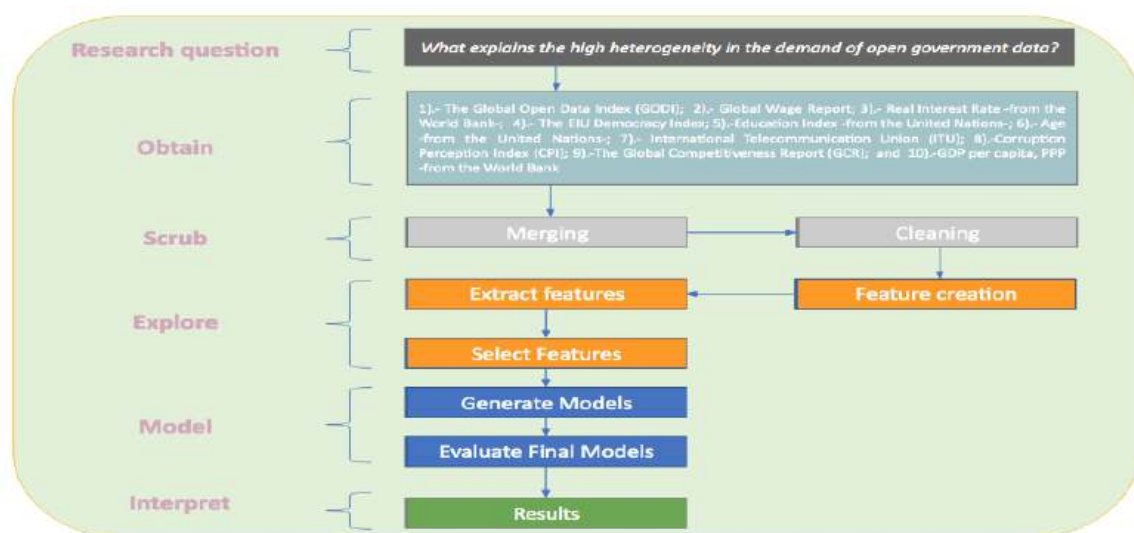 Research question
What explains the high heterogeneity in the demand of open government data?
Obtain
1).- The Global Open Data Index (GODI); 2).- Global Wage Report; 3).- Real Interest Rate -from the
World Bank-; 4).- The EIU Democracy Index; 5).-Education Index -from the United Nations-; 6).- Age
-from the United Nations-; 7).- International Telecommunication Union (ITU); 8).-Corruption
Perception Index (CPI); 9).-The Global Competitiveness Report (GCR); and 10).-GDP per capita, PPP
-from the World Bank
Scrub
Merging
Cleaning
Explore
Extract features
Feature creation
Select Features
Model
Generate Models
Evaluate Final Models
Interpret
Results